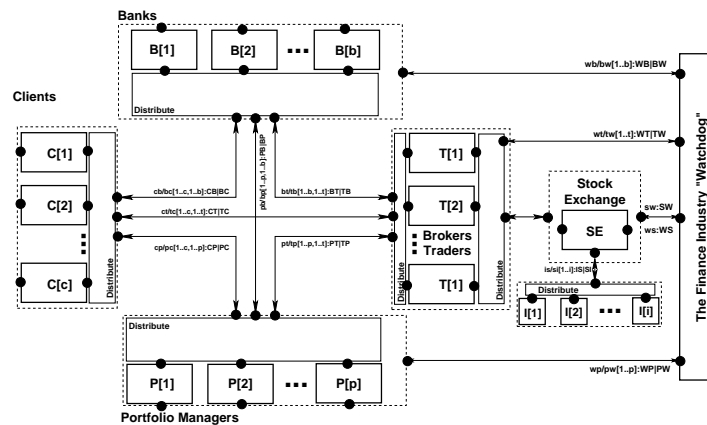 Banks
B[1]
B[2]
B[b]
Distribute
wb/bw[1..b]:WB|BW
Clients
C[1]
C[2]
C[c]
Distribute
cb/bc[1..c,1..b]:CB|BC
ct/tc[1..c,1..t]:CT|TC
cp/pc[1..c,1..p]:CP|PC
pb/bp[1..p,1..b]:PB|BP
bt/tb[1..b,1..t]:BT|TB
pt/tp[1..p,1..t]:PT|TP
Distribute
T[1]
T[2]
Brokers
Traders
T[1]
Distribute
wt/tw[1..t]:WT|TW
Stock
Exchange
SE
sw:SW
ws:WS
is/si[1..i]:IS|SI
Distribute
I[1]
I[2]
I[i]
The Finance Industry "Watchdog"
wp/pw[1..p]:WP|PW
Distribute
P[1]
P[2]
P[p]
Portfolio Managers